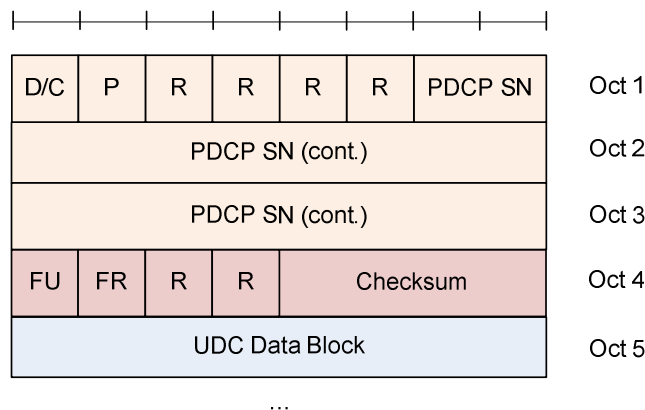 D/C P R R R R PDCP SN Oct 1
PDCP SN (cont.) Oct 2
PDCP SN (cont.) Oct 3
FU FR R R Checksum Oct 4
UDC Data Block Oct 5
...